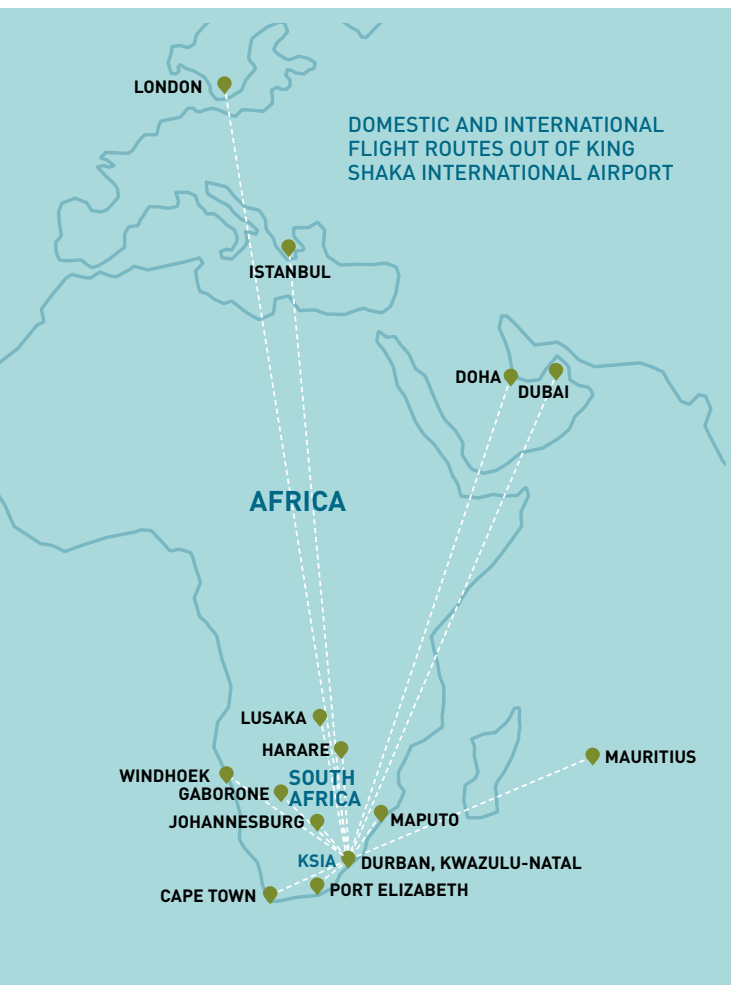 LONDON
DOMESTIC AND INTERNATIONAL
FLIGHT ROUTES OUT OF KING
SHAKA INTERNATIONAL AIRPORT
ISTANBUL
DOHA
DUBAI
AFRICA
LUSAKA
HARARE
MAURITIUS
WINDHOEK
SOUTH
AFRICA
GABORONE
JOHANNESBURG
MAPUTO
KSIA
DURBAN, KWAZULU-NATAL
PORT ELIZABETH
CAPE TOWN